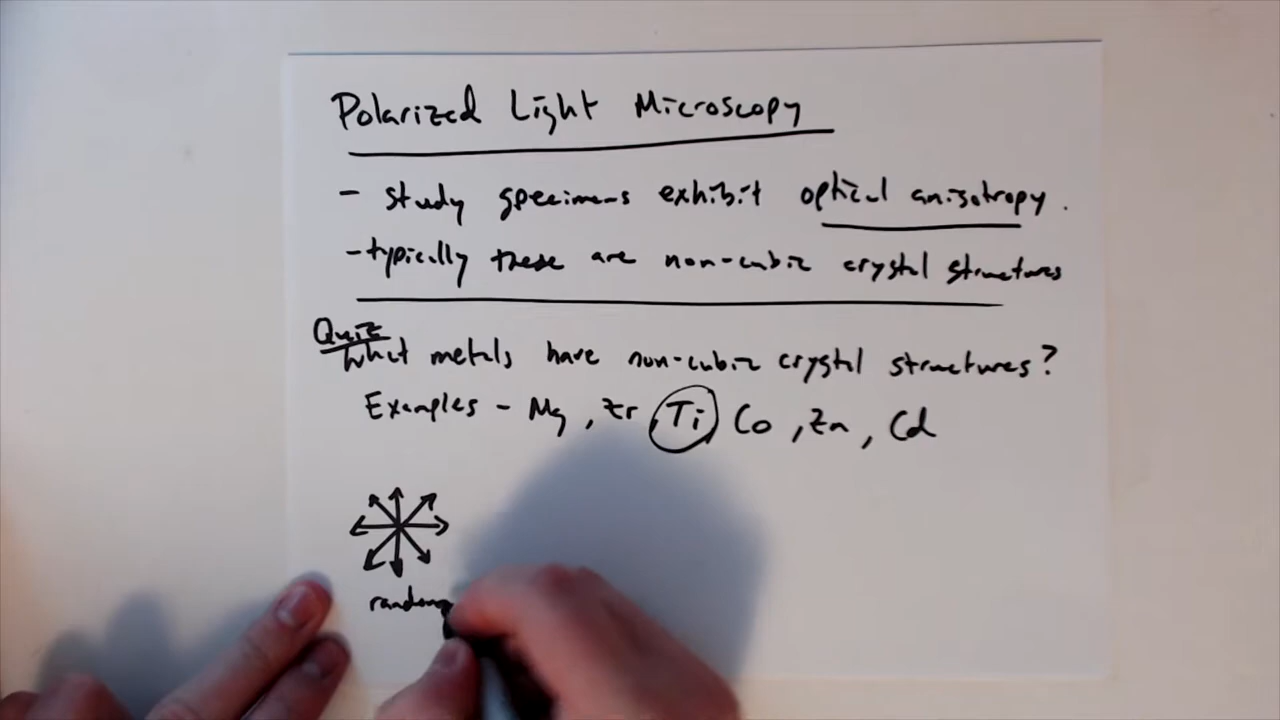 Polarized Light Microscopy
- study specimens exhibit optical anisotropy.
- typically these are non-cubic crystal structures
Quiz
What metals have non-cubic crystal structures?
Examples - Mg, Zr, Ti Co, Zn, Cd
random